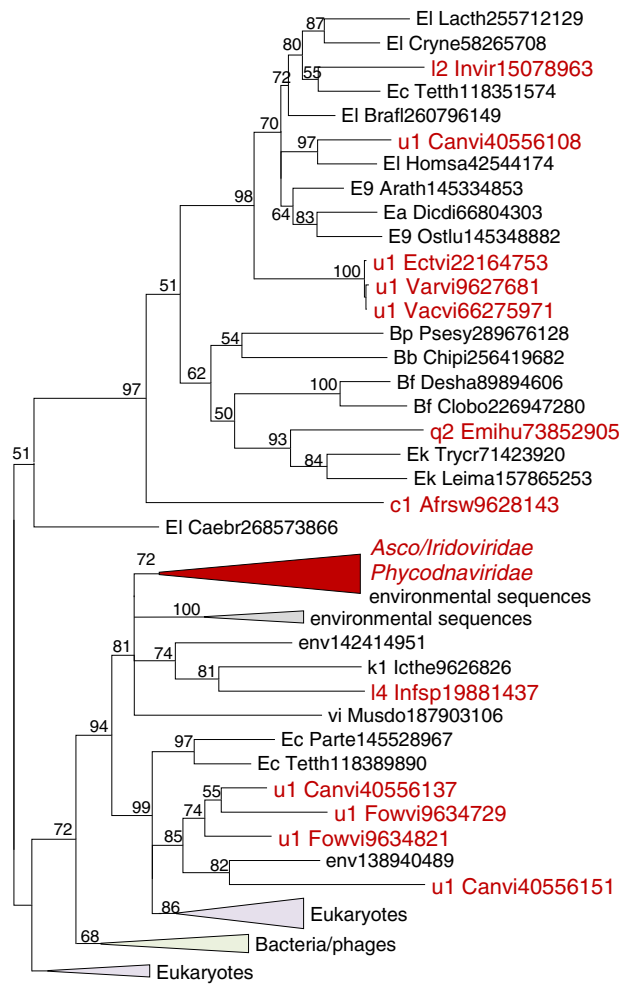 87
El Lacth255712129
80
El Cryne58265708
72
55
l2 Invir15078963
Ec Tetth118351574
El Brafl260796149
70
97
u1 Canvi40556108
El Homsa42544174
98
E9 Arath145334853
64
83
Ea Dicdi66804303
E9 Ostlu145348882
100
u1 Ectvi22164753
u1 Varvi9627681
u1 Vacvi66275971
51
54
Bp Psesy289676128
Bb Chipi256419682
62
100
Bf Desha89894606
Bf Clobo226947280
97
50
q2 Emihu73852905
93
Ek Trycr71423920
84
Ek Leima157865253
51
c1 Afrsw9628143
El Caebr268573866
72
Asco/Iridoviridae
Phycodnaviridae
environmental sequences
100
environmental sequences
81
74
env142414951
81
k1 Icthe9626826
l4 Infsp19881437
94
vi Musdo187903106
97
Ec Parte145528967
Ec Tetth118389890
99
55
u1 Canvi40556137
74
u1 Fowvi9634729
72
85
u1 Fowvi9634821
82
env138940489
u1 Canvi40556151
86
Eukaryotes
68
Bacteria/phages
Eukaryotes